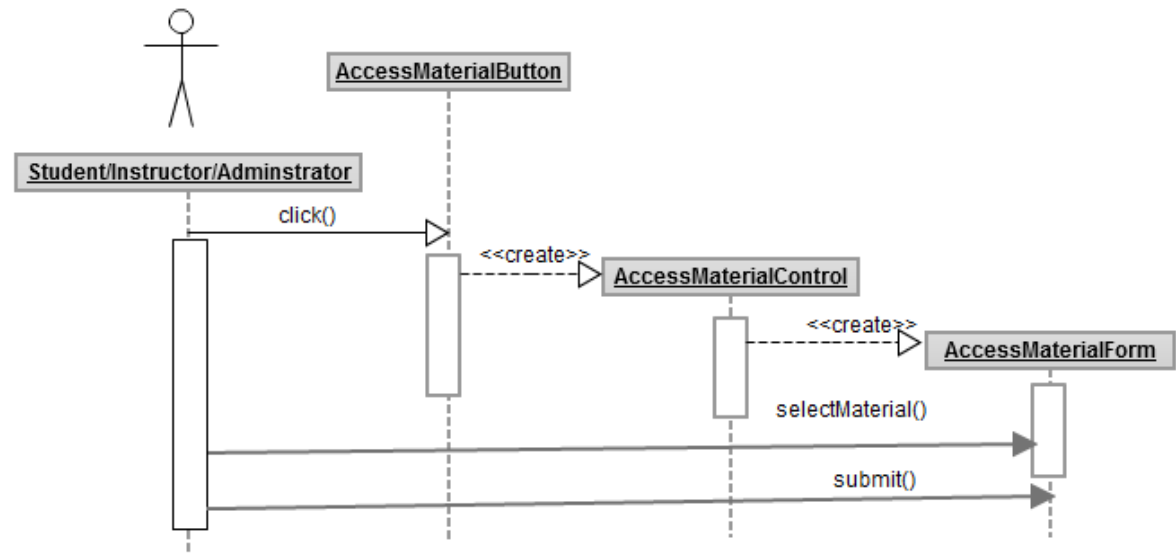 AccessMaterialButton
Student/Instructor/Adminstrator
click()
<<create>>
AccessMaterialControl
<<create>>
AccessMaterialForm
selectMaterial()
submit()